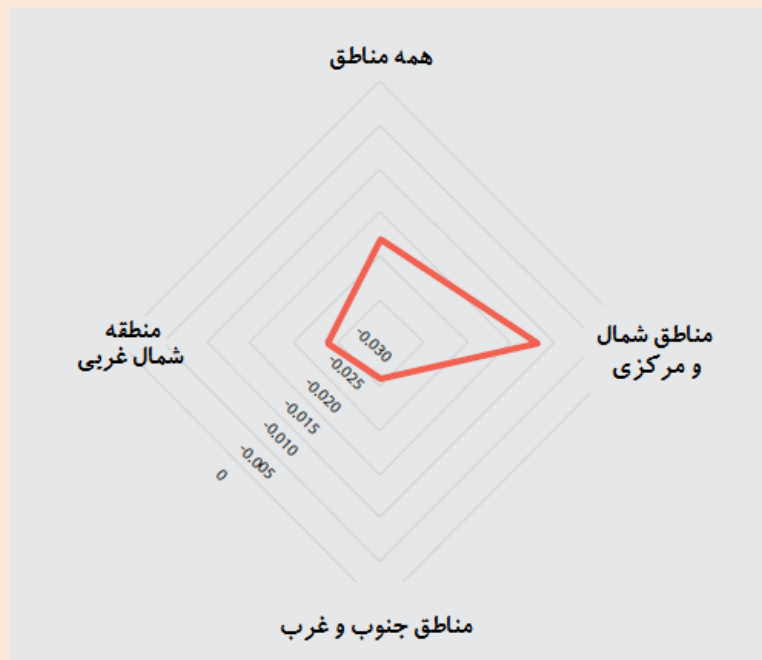 همه مناطق
مناطق شمال
و مرکزی
منطقه
شمال غربی
-0.030
-0.025
-0.020
-0.015
-0.010
-0.005
0
مناطق جنوب و غرب